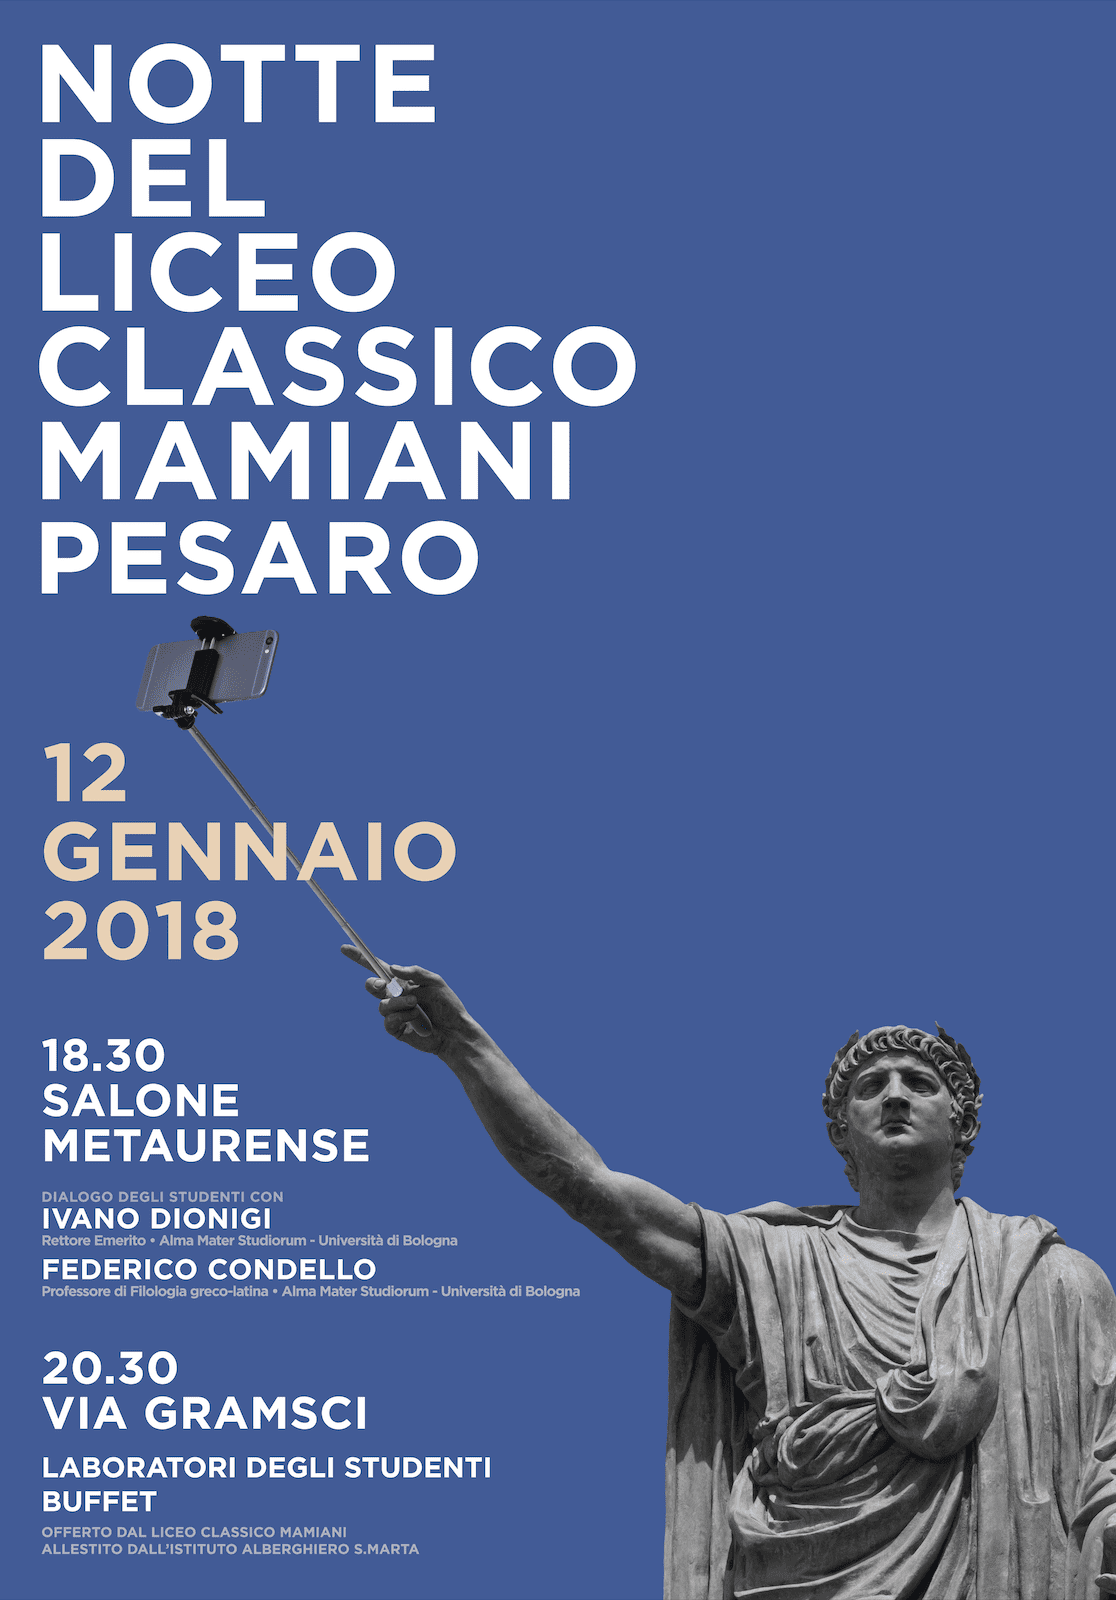 NOTTE
DEL
LICEO
CLASSICO
MAMIANI
PESARO
12
GENNAIO
2018
18.30
SALONE
METAURENSE
DIALOGO DEGLI STUDENTI CON
IVANO DIONIGI
Rettore Emerito • Alma Mater Studiorum - Università di Bologna
FEDERICO CONDELLO
Professore di Filologia greco-latina • Alma Mater Studiorum - Università di Bologna
20.30
VIA GRAMSCI
LABORATORI DEGLI STUDENTI
BUFFET
OFFERTO DAL LICEO CLASSICO MAMIANI
ALLESTITO DALL'ISTITUTO ALBERGHIERO S.MARTA